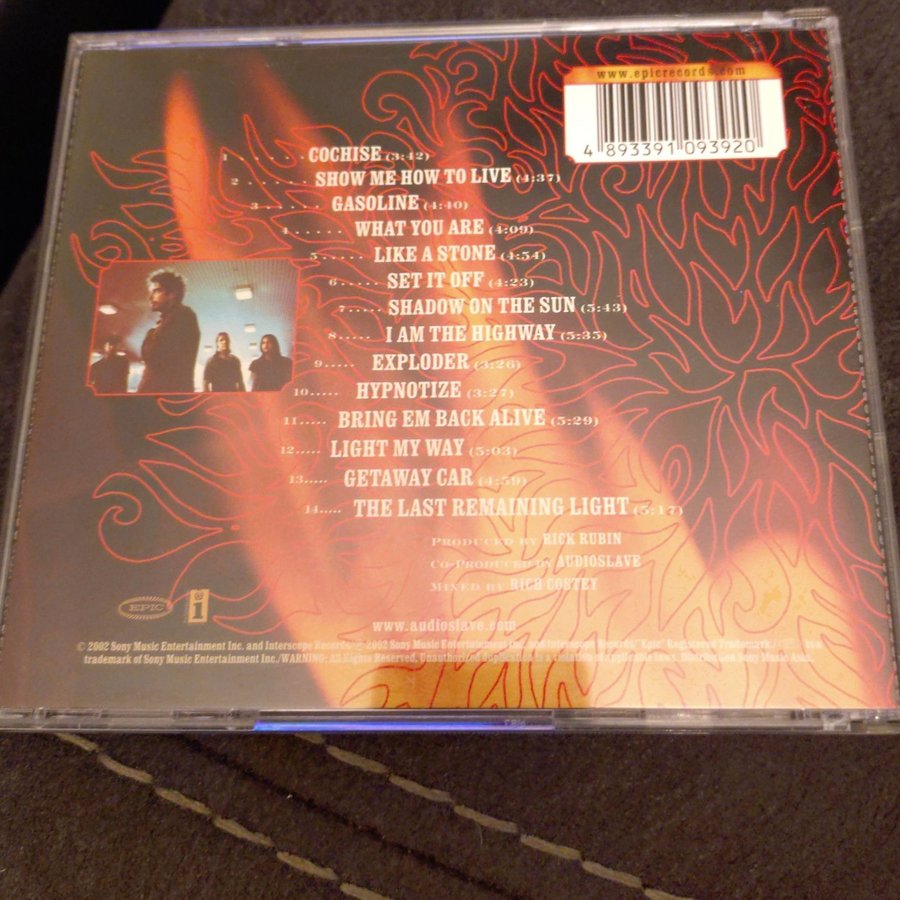 www.epicrecords.com
4 893391 093920
1 . . . . . . COCHISE (3:42)
2 . . . . . . SHOW ME HOW TO LIVE (4:37)
3 . . . . . . GASOLINE (4:40)
4 . . . . . WHAT YOU ARE (4:09)
5..... LIKE A STONE (4:54)
6..... SET IT OFF (4:23)
7..... SHADOW ON THE SUN (5:43)
8..... I AM THE HIGHWAY (5:35)
9..... EXPLODER (3:26)
10..... HYPNOTIZE (3:27)
11..... BRING EM BACK ALIVE (5:29)
12..... LIGHT MY WAY (5:03)
13..... GETAWAY CAR (4:59)
14..... THE LAST REMAINING LIGHT (5:17)
PRODUCED BY RICK RUBIN
CO-PRODUCED BY AUDIOSLAVE
MIXED BY RICH COSTEY
EPIC
@ i
www.audioslave.com
© 2002 Sony Music Entertainment Inc. and Interscope Records/ 2002 Sony Music Entertainment Inc. and Interscope Records/"Epic" Registered Trademark./ is a
trademark of Sony Music Entertainment Inc./WARNING: All Rights Reserved. Unauthorized duplication is a violation of applicable laws. Sony Music Asia.